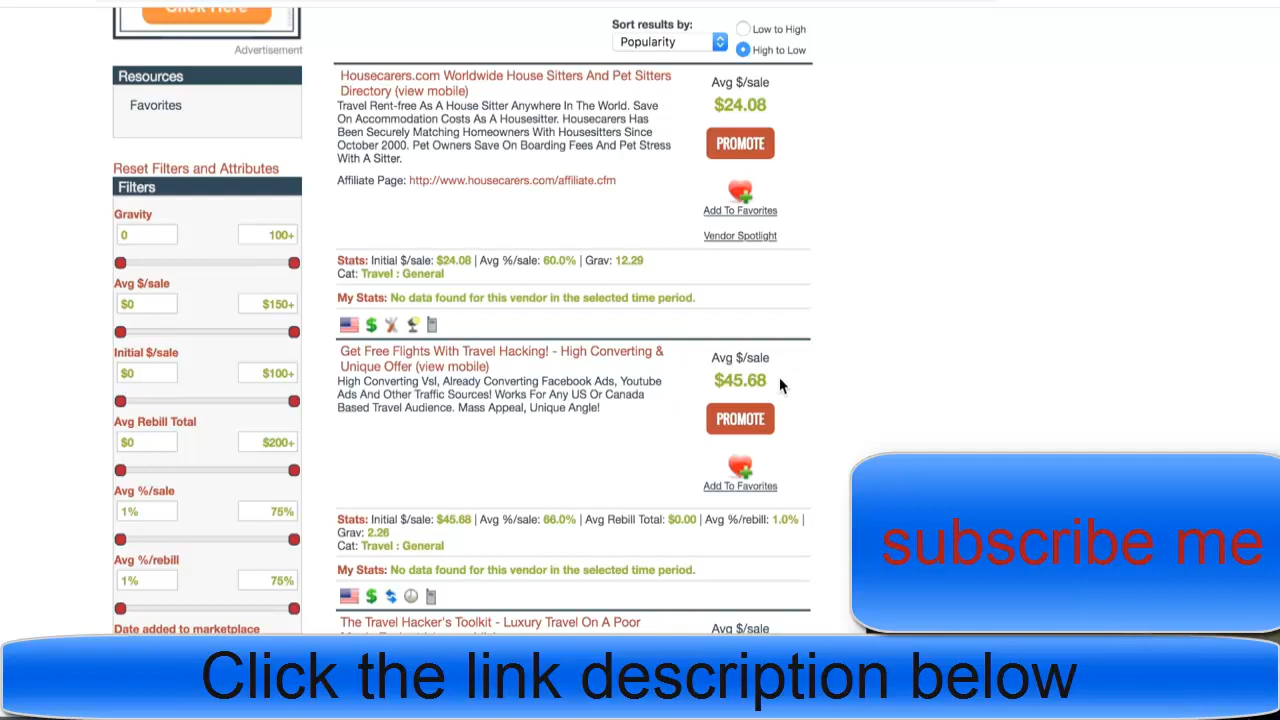 Click Here
Advertisement
Resources
Favorites
Reset Filters and Attributes
Filters
Gravity
0 100+
Avg $/sale
$0 $150+
Initial $/sale
$0 $100+
Avg Rebill Total
$0 $200+
Avg %/sale
1% 75%
Avg %/rebill
1% 75%
Date added to marketplace
Sort results by:
Popularity
Low to High
High to Low
Housecarers.com Worldwide House Sitters And Pet Sitters
Directory (view mobile)
Travel Rent-free As A House Sitter Anywhere In The World. Save
On Accommodation Costs As A Housesitter. Housecarers Has
Been Securely Matching Homeowners With Housesitters Since
October 2000. Pet Owners Save On Boarding Fees And Pet Stress
With A Sitter.
Affiliate Page: http://www.housecarers.com/affiliate.cfm
Avg $/sale
$24.08
PROMOTE
Add To Favorites
Vendor Spotlight
Stats: Initial $/sale: $24.08 | Avg %/sale: 60.0% | Grav: 12.29
Cat: Travel : General
My Stats: No data found for this vendor in the selected time period.
Get Free Flights With Travel Hacking! - High Converting &
Unique Offer (view mobile)
High Converting Vsl, Already Converting Facebook Ads, Youtube
Ads And Other Traffic Sources! Works For Any US Or Canada
Based Travel Audience. Mass Appeal, Unique Angle!
Avg $/sale
$45.68
PROMOTE
Add To Favorites
Stats: Initial $/sale: $45.68 | Avg %/sale: 66.0% | Avg Rebill Total: $0.00 | Avg %/rebill: 1.0% |
Grav: 2.26
Cat: Travel : General
My Stats: No data found for this vendor in the selected time period.
The Travel Hacker's Toolkit - Luxury Travel On A Poor
Avg $/sale
subscribe me
Click the link description below